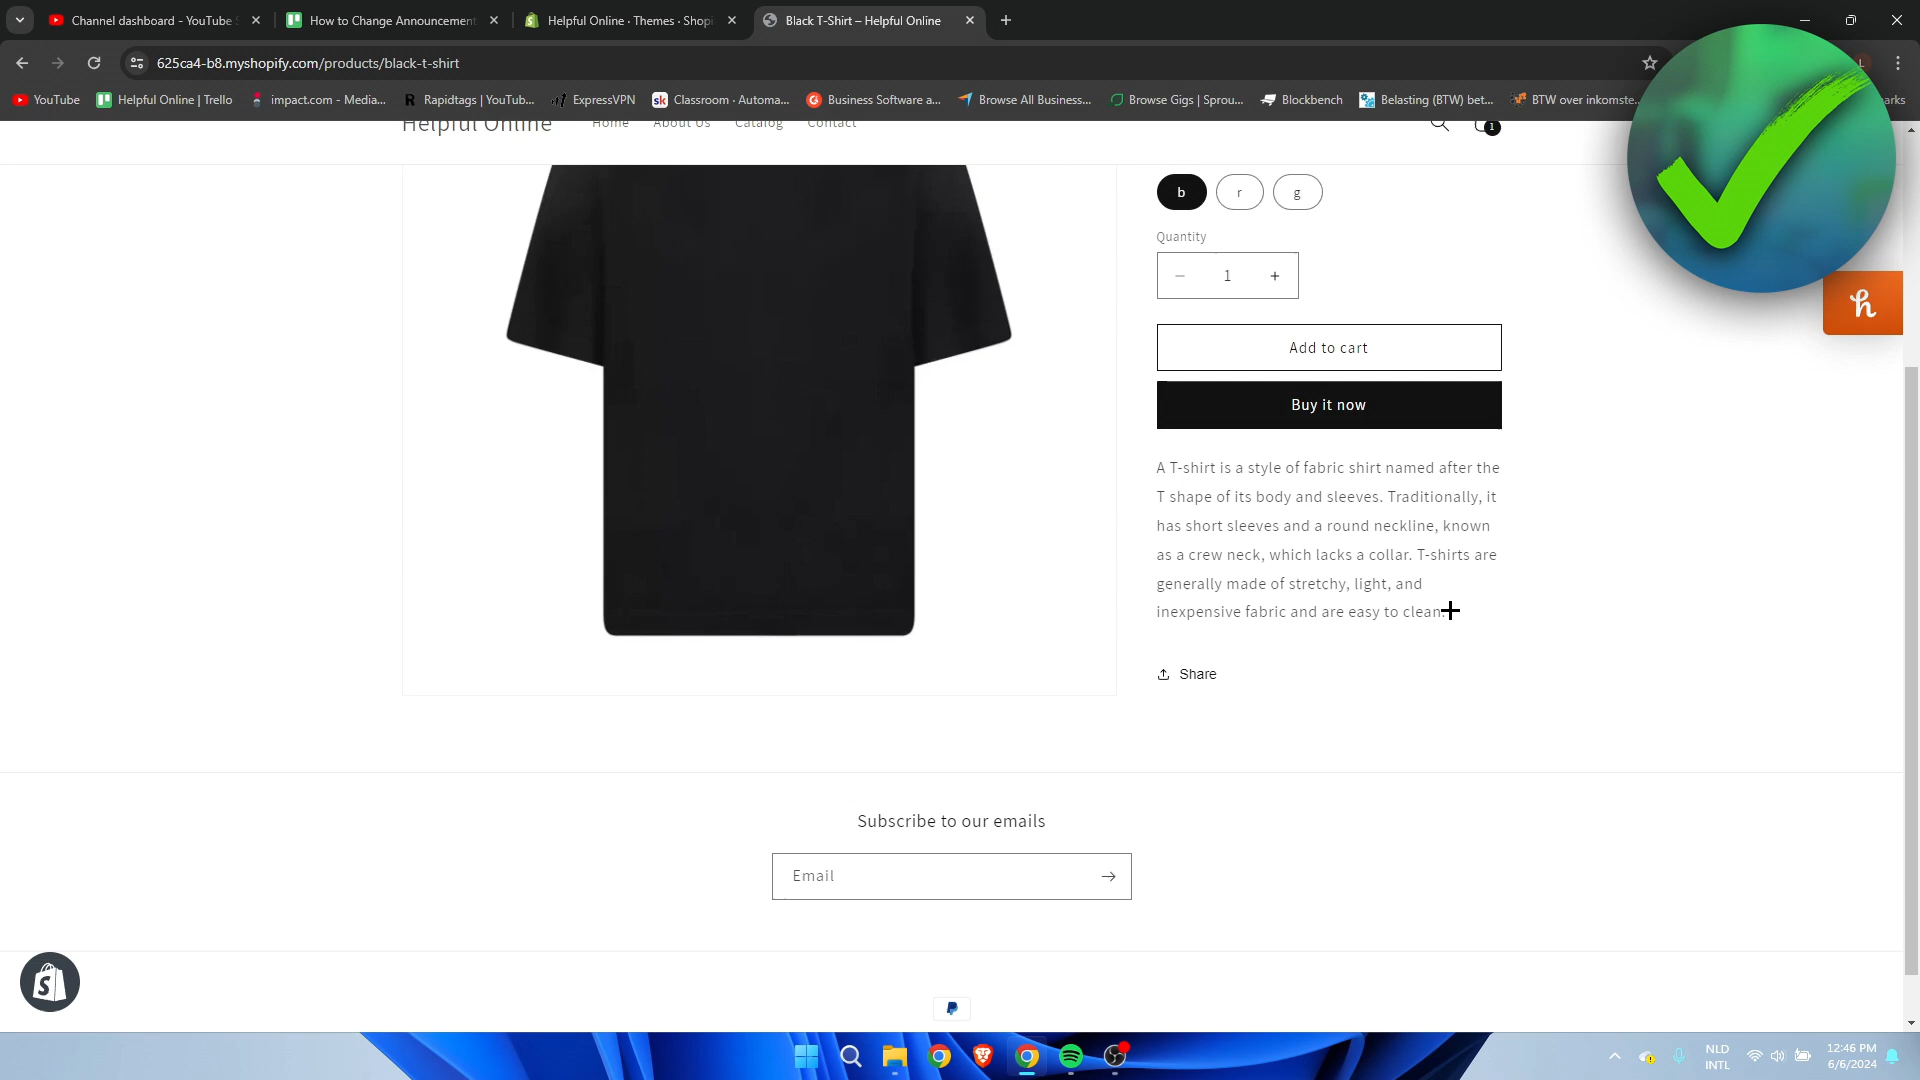 Channel dashboard - YouTube S
How to Change Announcement
Helpful Online · Themes · Shopi
Black T-Shirt – Helpful Online
625ca4-b8.myshopify.com/products/black-t-shirt
YouTube
Helpful Online | Trello
impact.com - Media...
Rapidtags | YouTub...
ExpressVPN
Classroom - Automa...
Business Software a...
Browse All Business...
Browse Gigs | Sprou...
Blockbench
Belasting (BTW) bet...
BTW over inkomste...
Helpful Online
Home
About Us
Catalog
Contact
1
b
r
g
Quantity
− 1 +
Add to cart
Buy it now
A T-shirt is a style of fabric shirt named after the
T shape of its body and sleeves. Traditionally, it
has short sleeves and a round neckline, known
as a crew neck, which lacks a collar. T-shirts are
generally made of stretchy, light, and
inexpensive fabric and are easy to clean.
Share
Subscribe to our emails
Email
NLD
INTL
12:46 PM
6/6/2024